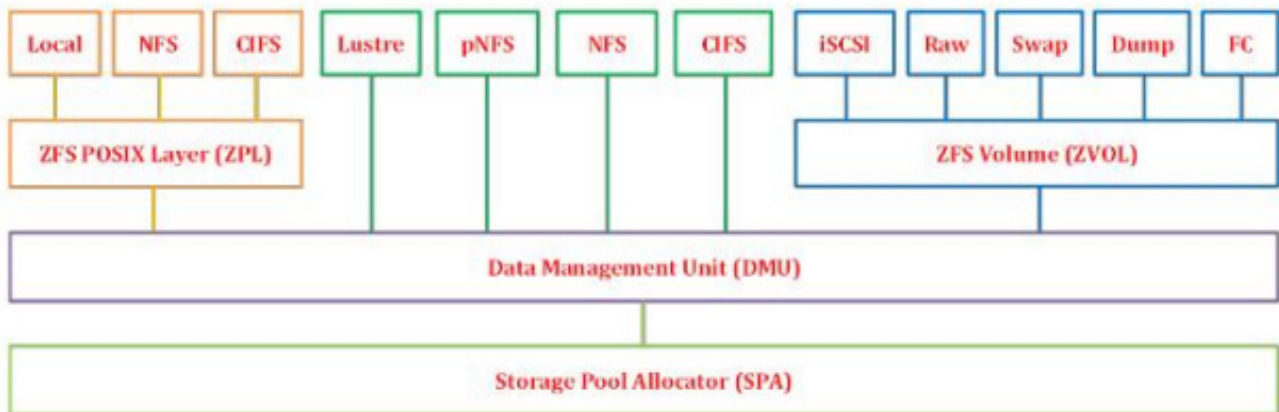 Local NFS CIFS Lustre pNFS NFS CIFS iSCSI Raw Swap Dump FC
ZFS POSIX Layer (ZPL) ZFS Volume (ZVOL)
Data Management Unit (DMU)
Storage Pool Allocator (SPA)